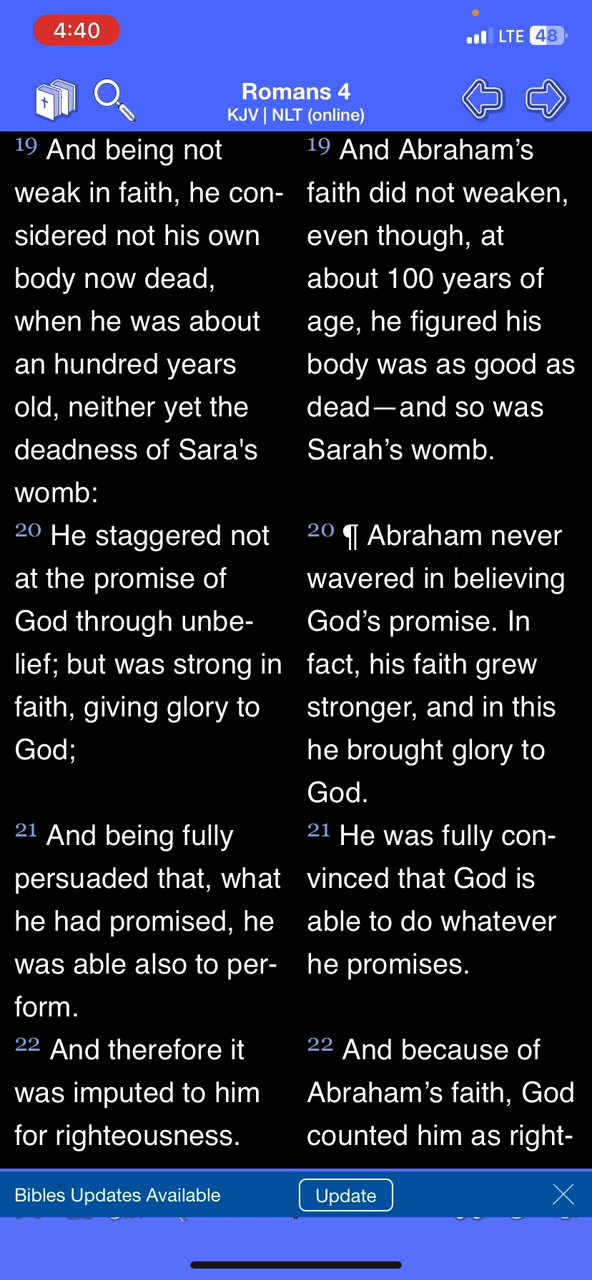 4:40
LTE 48
Romans 4
KJV | NLT (online)
19 And being not
weak in faith, he con-
sidered not his own
body now dead,
when he was about
an hundred years
old, neither yet the
deadness of Sara's
womb:
20 He staggered not
at the promise of
God through unbe-
lief; but was strong in
faith, giving glory to
God;
21 And being fully
persuaded that, what
he had promised, he
was able also to per-
form.
22 And therefore it
was imputed to him
for righteousness.
19 And Abraham’s
faith did not weaken,
even though, at
about 100 years of
age, he figured his
body was as good as
dead—and so was
Sarah’s womb.
20 ¶ Abraham never
wavered in believing
God’s promise. In
fact, his faith grew
stronger, and in this
he brought glory to
God.
21 He was fully con-
vinced that God is
able to do whatever
he promises.
22 And because of
Abraham’s faith, God
counted him as right-
Bibles Updates Available
Update